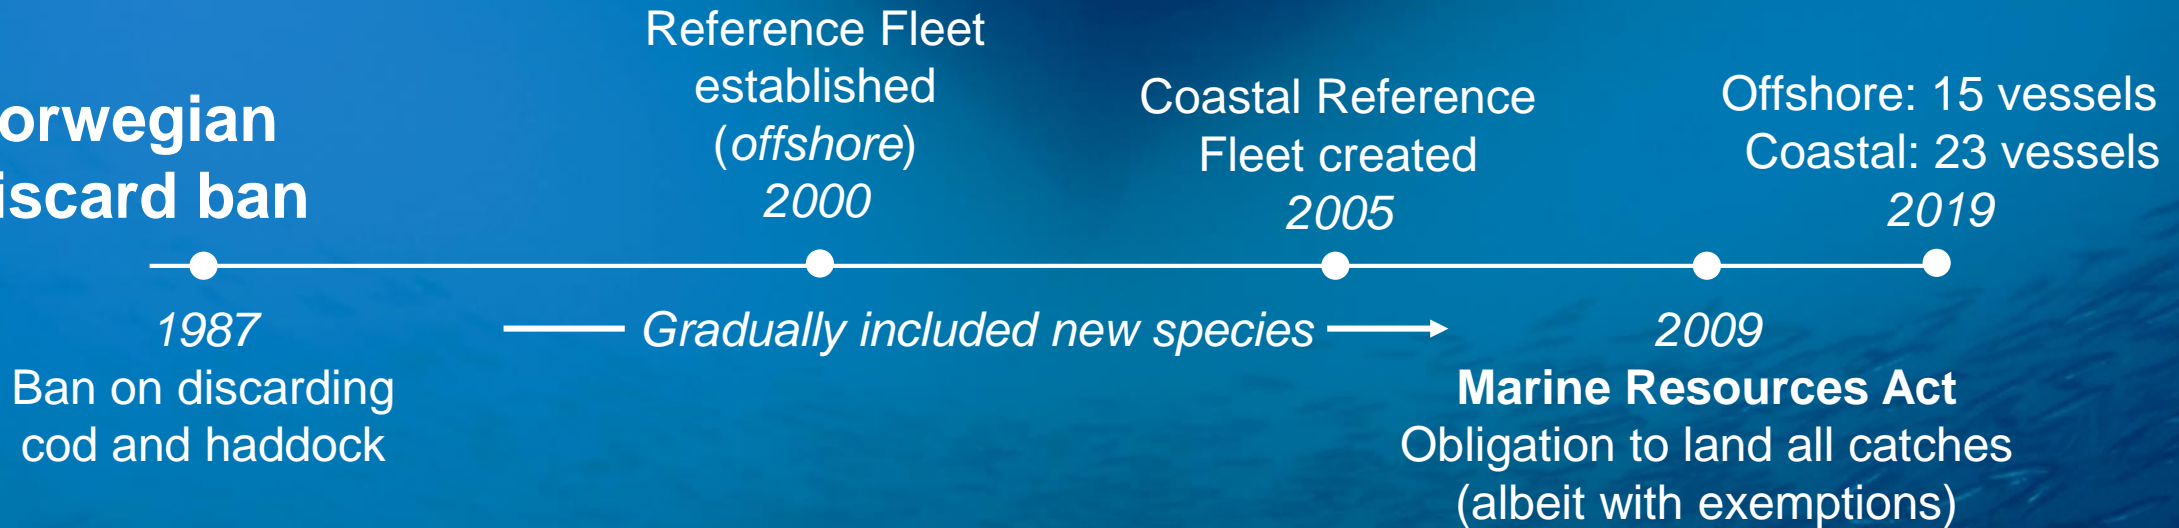 orwegian
iscard ban
Reference Fleet
established
(offshore)
2000
Coastal Reference
Fleet created
2005
Offshore: 15 vessels
Coastal: 23 vessels
2019
1987
Ban on discarding
cod and haddock
Gradually included new species
2009
Marine Resources Act
Obligation to land all catches
(albeit with exemptions)